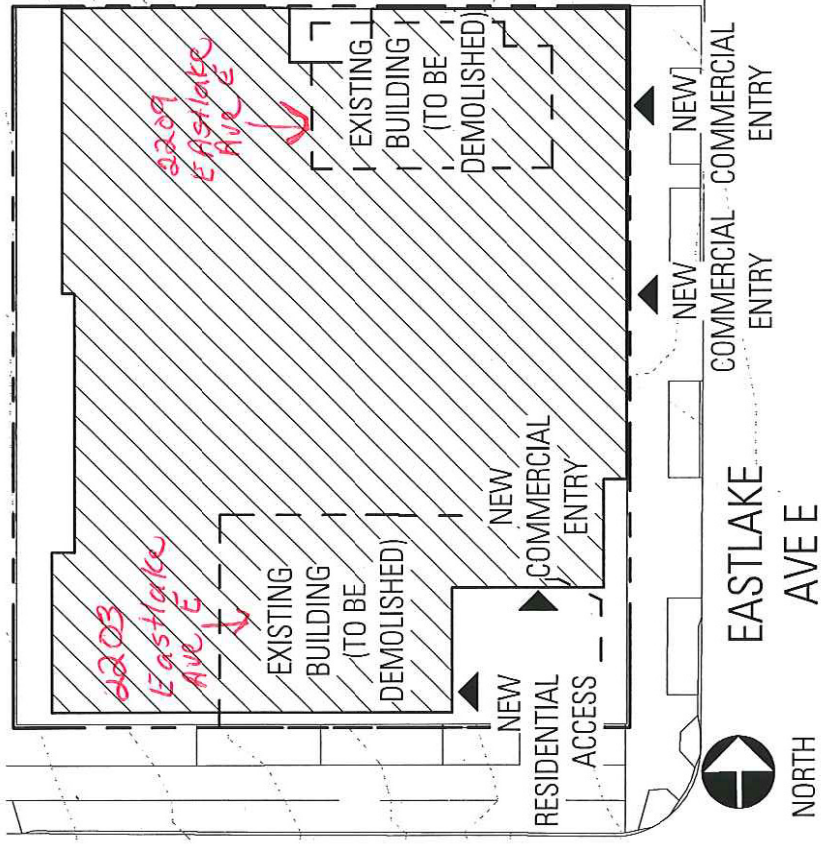 2209
EAstlake
Ave E
EXISTING
BUILDING
(TO BE
DEMOLISHED)
2203
Eastlake
Ave E
EXISTING
BUILDING
(TO BE
DEMOLISHED)
NEW
COMMERCIAL
ENTRY
NEW
RESIDENTIAL
ACCESS
NEW
COMMERCIAL
ENTRY
NEW
COMMERCIAL
ENTRY
EASTLAKE
AVE E
NORTH